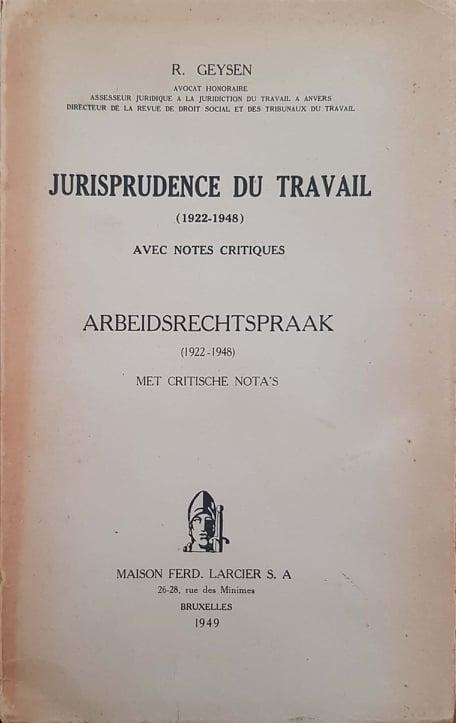 R. GEYSEN
AVOCAT HONORAIRE
ASSESSEUR JURIDIQUE A LA JURIDICTION DU TRAVAIL A ANVERS
DIRECTEUR DE LA REVUE DE DROIT SOCIAL ET DES TRIBUNAUX DU TRAVAIL
JURISPRUDENCE DU TRAVAIL
(1922-1948)
AVEC NOTES CRITIQUES
ARBEIDSRECHTSPRAAK
(1922-1948)
MET CRITISCHE NOTA'S
MAISON FERD. LARCIER S. A
26-28, rue des Minimes
BRUXELLES
1949